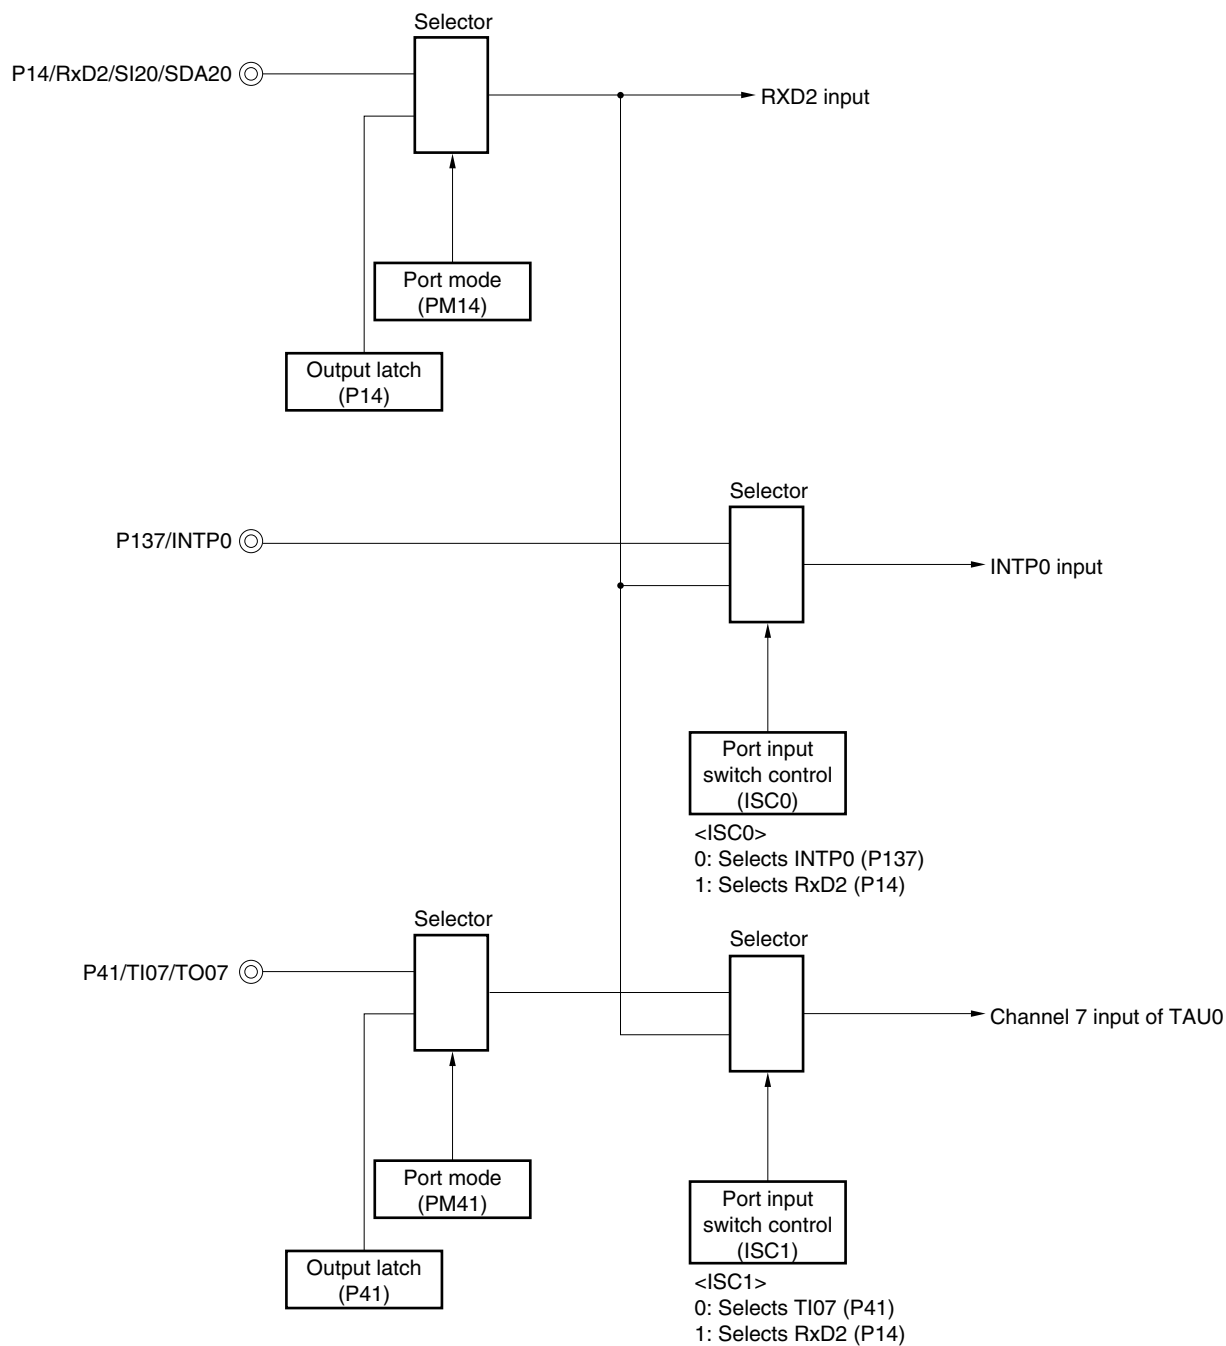 Selector
P14/RxD2/SI20/SDA20
RXD2 input
Port mode
(PM14)
Output latch
(P14)
Selector
P137/INTP0
INTP0 input
Port input
switch control
(ISC0)
<ISC0>
0: Selects INTP0 (P137)
1: Selects RxD2 (P14)
Selector
Selector
P41/TI07/TO07
Channel 7 input of TAU0
Port mode
(PM41)
Port input
switch control
(ISC1)
Output latch
(P41)
<ISC1>
0: Selects TI07 (P41)
1: Selects RxD2 (P14)